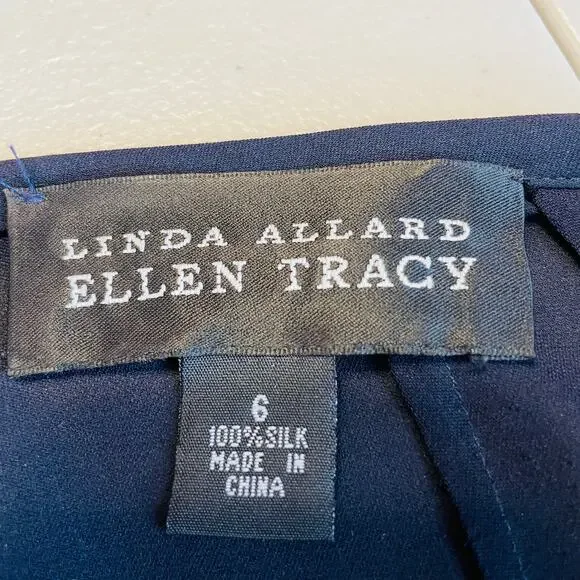 LINDA ALLARD
ELLEN TRACY
6
100%SILK
MADE IN
CHINA